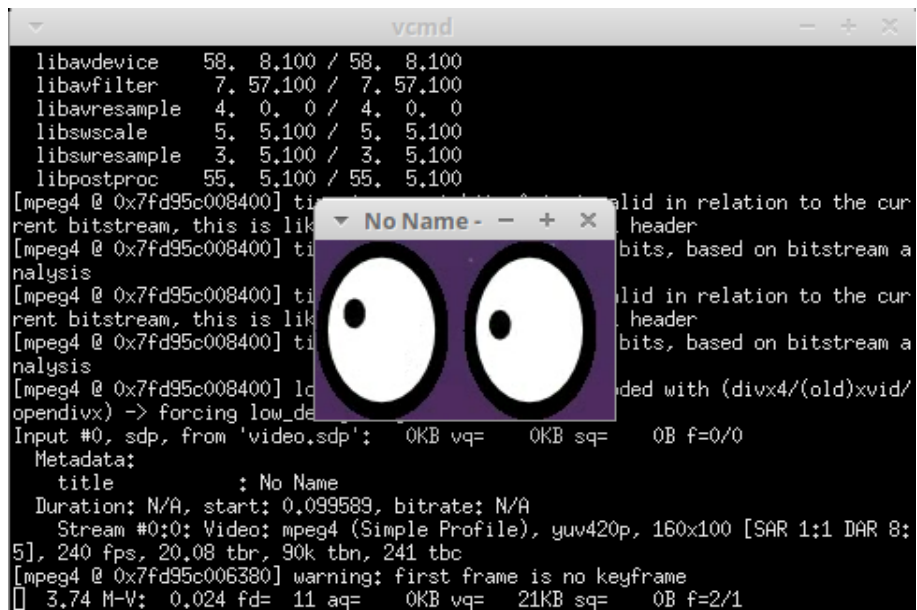 vcmd
libavdevice 58. 8.100 / 58. 8.100
libavfilter 7. 57.100 / 7. 57.100
libavresample 4. 0. 0 / 4. 0. 0
libswscale 5. 5.100 / 5. 5.100
libswresample 3. 5.100 / 3. 5.100
libpostproc 55. 5.100 / 55. 5.100
[mpeg4 @ 0x7fd95c008400] ti alid in relation to the cur
rent bitstream, this is lik header
[mpeg4 @ 0x7fd95c008400] ti bits, based on bitstream a
nalysis
[mpeg4 @ 0x7fd95c008400] ti lid in relation to the cur
rent bitstream, this is lik header
[mpeg4 @ 0x7fd95c008400] ti bits, based on bitstream a
nalysis
[mpeg4 @ 0x7fd95c008400] lo ded with (divx4/(old)xvid/
opendivx) -> forcing low_de
No Name -
Input #0, sdp, from 'video.sdp': 0KB vq= 0KB sq= 0B f=0/0
Metadata:
title : No Name
Duration: N/A, start: 0.099589, bitrate: N/A
Stream #0:0: Video: mpeg4 (Simple Profile), yuv420p, 160x100 [SAR 1:1 DAR 8:
5], 240 fps, 20.08 tbr, 90k tbn, 241 tbc
[mpeg4 @ 0x7fd95c006380] warning: first frame is no keyframe
3.74 M-V: 0.024 fd= 11 aq= 0KB vq= 21KB sq= 0B f=2/1